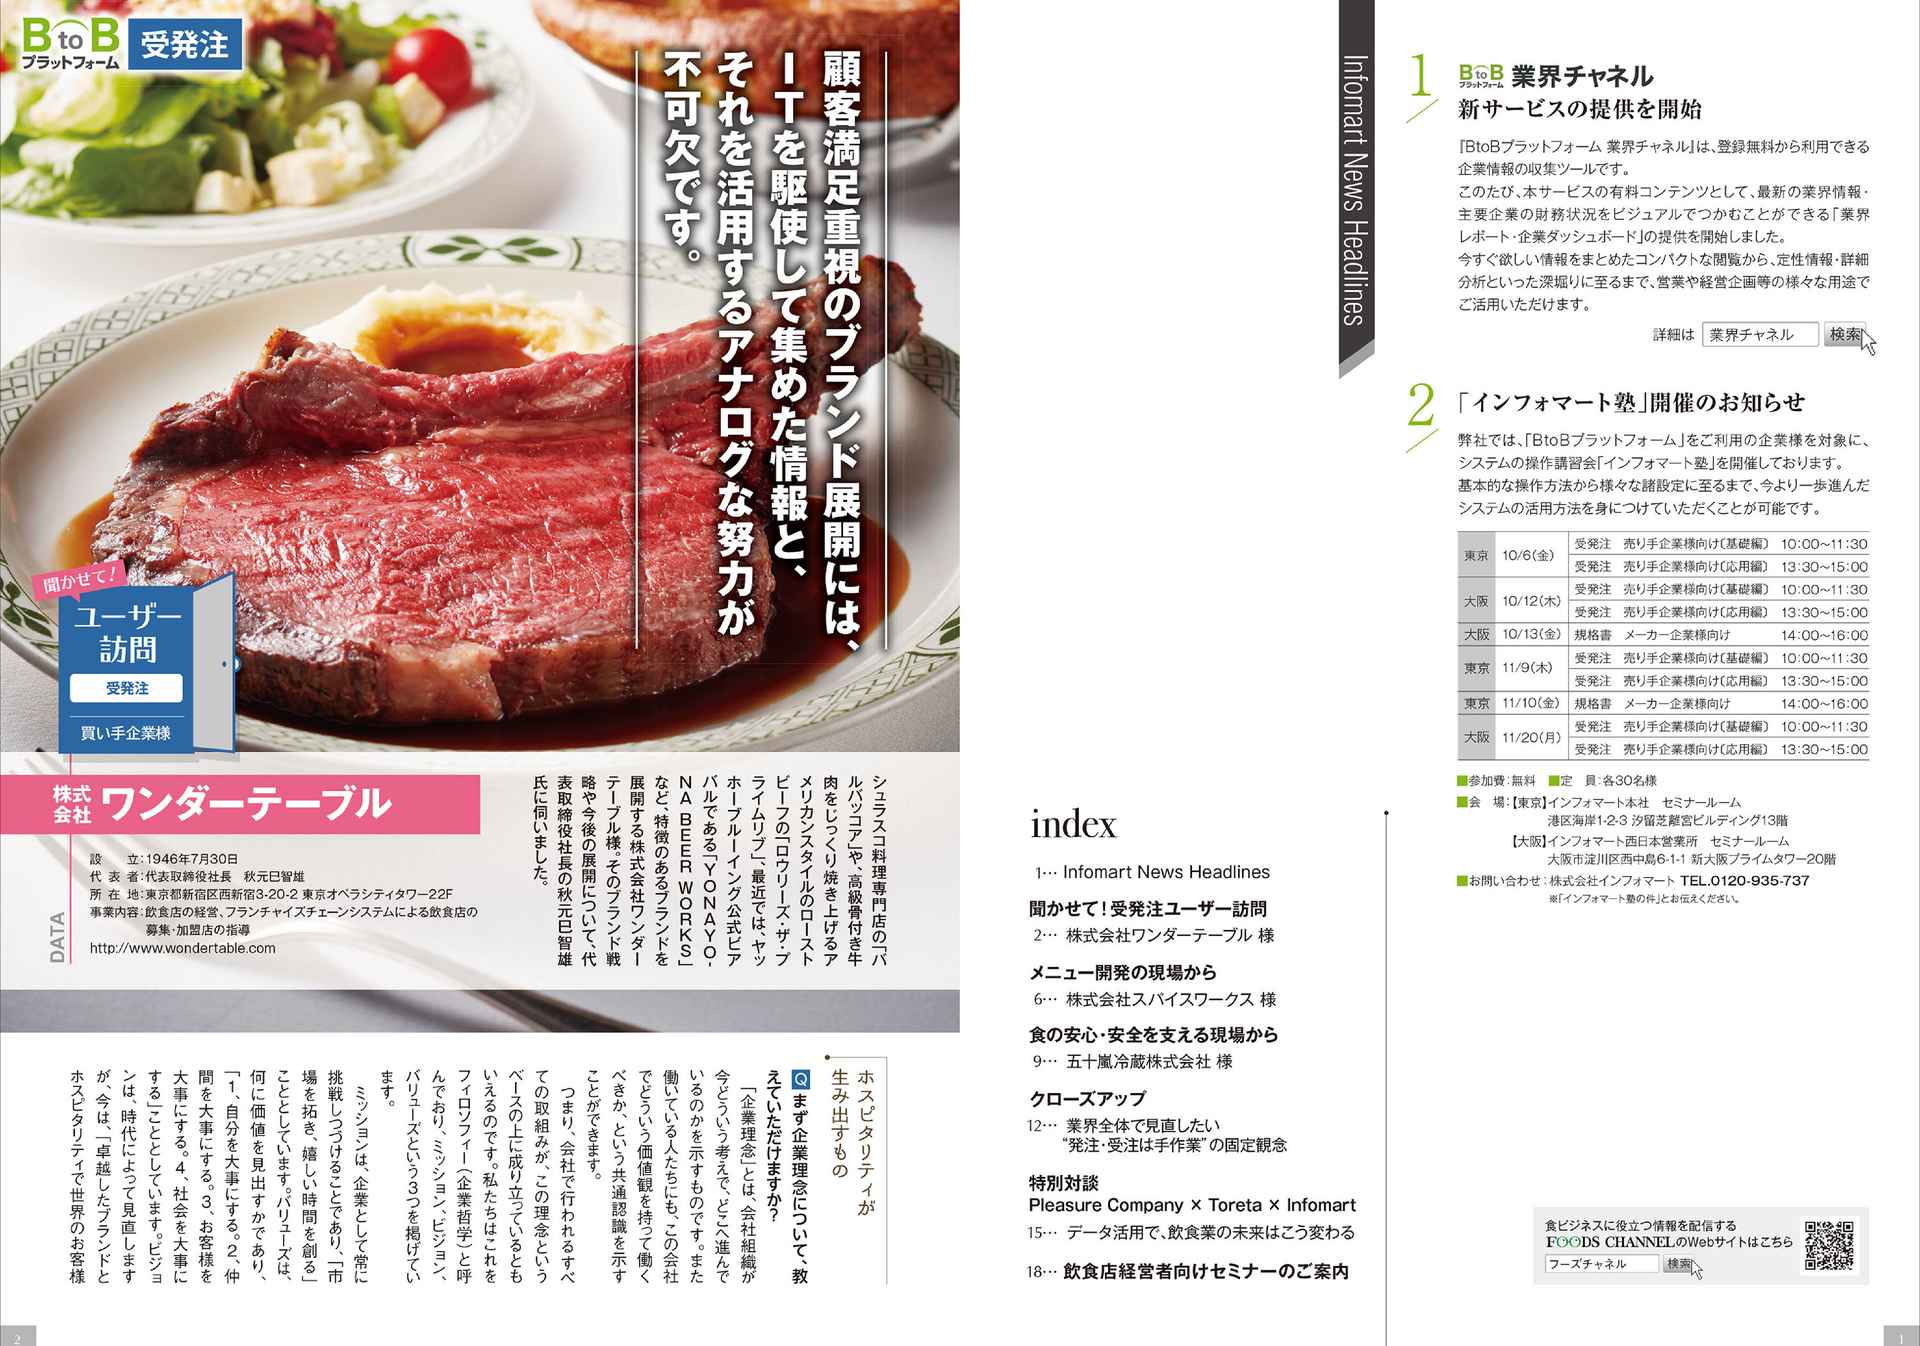 Infomart News Headlines
1
BtoB
プラットフォーム
業界チャネル
新サービスの提供を開始
『BtoBプラットフォーム 業界チャネル』は、登録無料から利用できる
企業情報の収集ツールです。
このたび、本サービスの有料コンテンツとして、最新の業界情報・
主要企業の財務状況をビジュアルでつかむことができる「業界
レポート・企業ダッシュボード」の提供を開始しました。
今すぐ欲しい情報をまとめたコンパクトな閲覧から、定性情報・詳細
分析といった深堀りに至るまで、営業や経営企画等の様々な用途で
ご活用いただけます。
詳細は 業界チャネル 検索
2
「インフォマート塾」開催のお知らせ
弊社では、「BtoBプラットフォーム」をご利用の企業様を対象に、
システムの操作講習会「インフォマート塾」を開催しております。
基本的な操作方法から様々な諸設定に至るまで、今より一歩進んだ
システムの活用方法を身につけていただくことが可能です。
東京 10/6(金) 受発注 売り手企業様向け〔基礎編〕 10:00〜11:30
受発注 売り手企業様向け〔応用編〕 13:30〜15:00
大阪 10/12(木) 受発注 売り手企業様向け〔基礎編〕 10:00〜11:30
受発注 売り手企業様向け〔応用編〕 13:30〜15:00
大阪 10/13(金) 規格書 メーカー企業様向け 14:00〜16:00
東京 11/9(木) 受発注 売り手企業様向け〔基礎編〕 10:00〜11:30
受発注 売り手企業様向け〔応用編〕 13:30〜15:00
東京 11/10(金) 規格書 メーカー企業様向け 14:00〜16:00
大阪 11/20(月) 受発注 売り手企業様向け〔基礎編〕 10:00〜11:30
受発注 売り手企業様向け〔応用編〕 13:30〜15:00
■参加費：無料 ■定 員：各30名様
■会 場：【東京】インフォマート本社 セミナールーム
港区海岸1-2-3 汐留芝離宮ビルディング13階
【大阪】インフォマート西日本営業所 セミナールーム
大阪市淀川区西中島6-1-1 新大阪プライムタワー20階
■お問い合わせ：株式会社インフォマート TEL.0120-935-737
※「インフォマート塾の件」とお伝えください。
食ビジネスに役立つ情報を配信する
FOODS CHANNELのWebサイトはこちら
フーズチャネル 検索
1
index
1… Infomart News Headlines
聞かせて！受発注ユーザー訪問
2… 株式会社ワンダーテーブル 様
メニュー開発の現場から
6… 株式会社スパイスワークス 様
食の安心・安全を支える現場から
9… 五十嵐冷蔵株式会社 様
クローズアップ
12… 業界全体で見直したい
“発注・受注は手作業”の固定観念
特別対談
Pleasure Company × Toreta × Infomart
15… データ活用で、飲食業の未来はこう変わる
18… 飲食店経営者向けセミナーのご案内
BtoB
プラットフォーム
受発注
顧客満足重視のブランド展開には、
ITを駆使して集めた情報と、
それを活用するアナログな努力が
不可欠です。
聞かせて！
ユーザー
訪問
受発注
買い手企業様
株式
会社
ワンダーテーブル
DATA
設 立：1946年7月30日
代 表 者：代表取締役社長 秋元巳智雄
所 在 地：東京都新宿区西新宿3-20-2 東京オペラシティタワー22F
事業内容：飲食店の経営、フランチャイズチェーンシステムによる飲食店の
募集・加盟店の指導
http://www.wondertable.com
シュラスコ料理専門店の「バ
ルバッコア」や、高級骨付き牛
肉をじっくり焼き上げるア
メリカンスタイルのロースト
ビーフの「ロウリーズ・ザ・プ
ライムリブ」、最近では、ヤッ
ホーブルーイング公式ビア
バルである「YONAYO-
NA BEER WORKS」
など、特徴のあるブランドを
展開する株式会社ワンダー
テーブル様。そのブランド戦
略や今後の展開について、代
表取締役社長の秋元巳智雄
氏に伺いました。
ホスピタリティが
生み出すもの
Q まず企業理念について、教
えていただけますか？
「企業理念」とは、会社組織が
今どういう考えで、どこへ進んで
いるのかを示すものです。また
働いている人たちにも、この会社
でどういう価値観を持って働く
べきか、という共通認識を示す
ことができます。
つまり、会社で行われるすべ
ての取組みが、この理念という
ベースの上に成り立っているとも
いえるのです。私たちはこれを
フィロソフィー（企業哲学）と呼
んでおり、ミッション、ビジョン、
バリューズという3つを掲げてい
ます。
ミッションは、企業として常に
挑戦しつづけることであり、「市
場を拓き、嬉しい時間を創る」
こととしています。バリューズは、
何に価値を見出すかであり、
「1、自分を大事にする。2、仲
間を大事にする。3、お客様を
大事にする。4、社会を大事に
する」こととしています。ビジョ
ンは、時代によって見直します
が、今は、「卓越したブランドと
ホスピタリティで世界のお客様
2